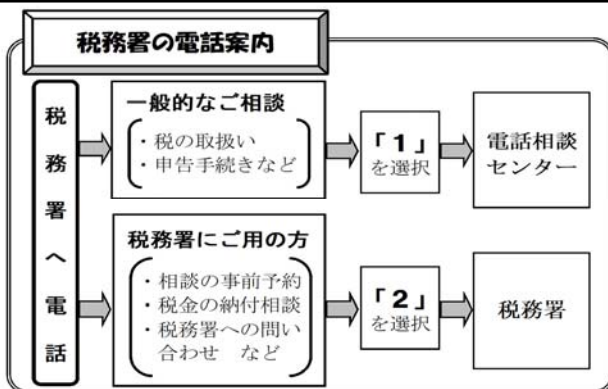 税務署の電話案内
税務署へ電話
一般的なご相談
・税の取扱い
・申告手続きなど
「1」
を選択
電話相談
センター
税務署にご用の方
・相談の事前予約
・税金の納付相談
・税務署への問い
合わせ　など
「2」
を選択
税務署